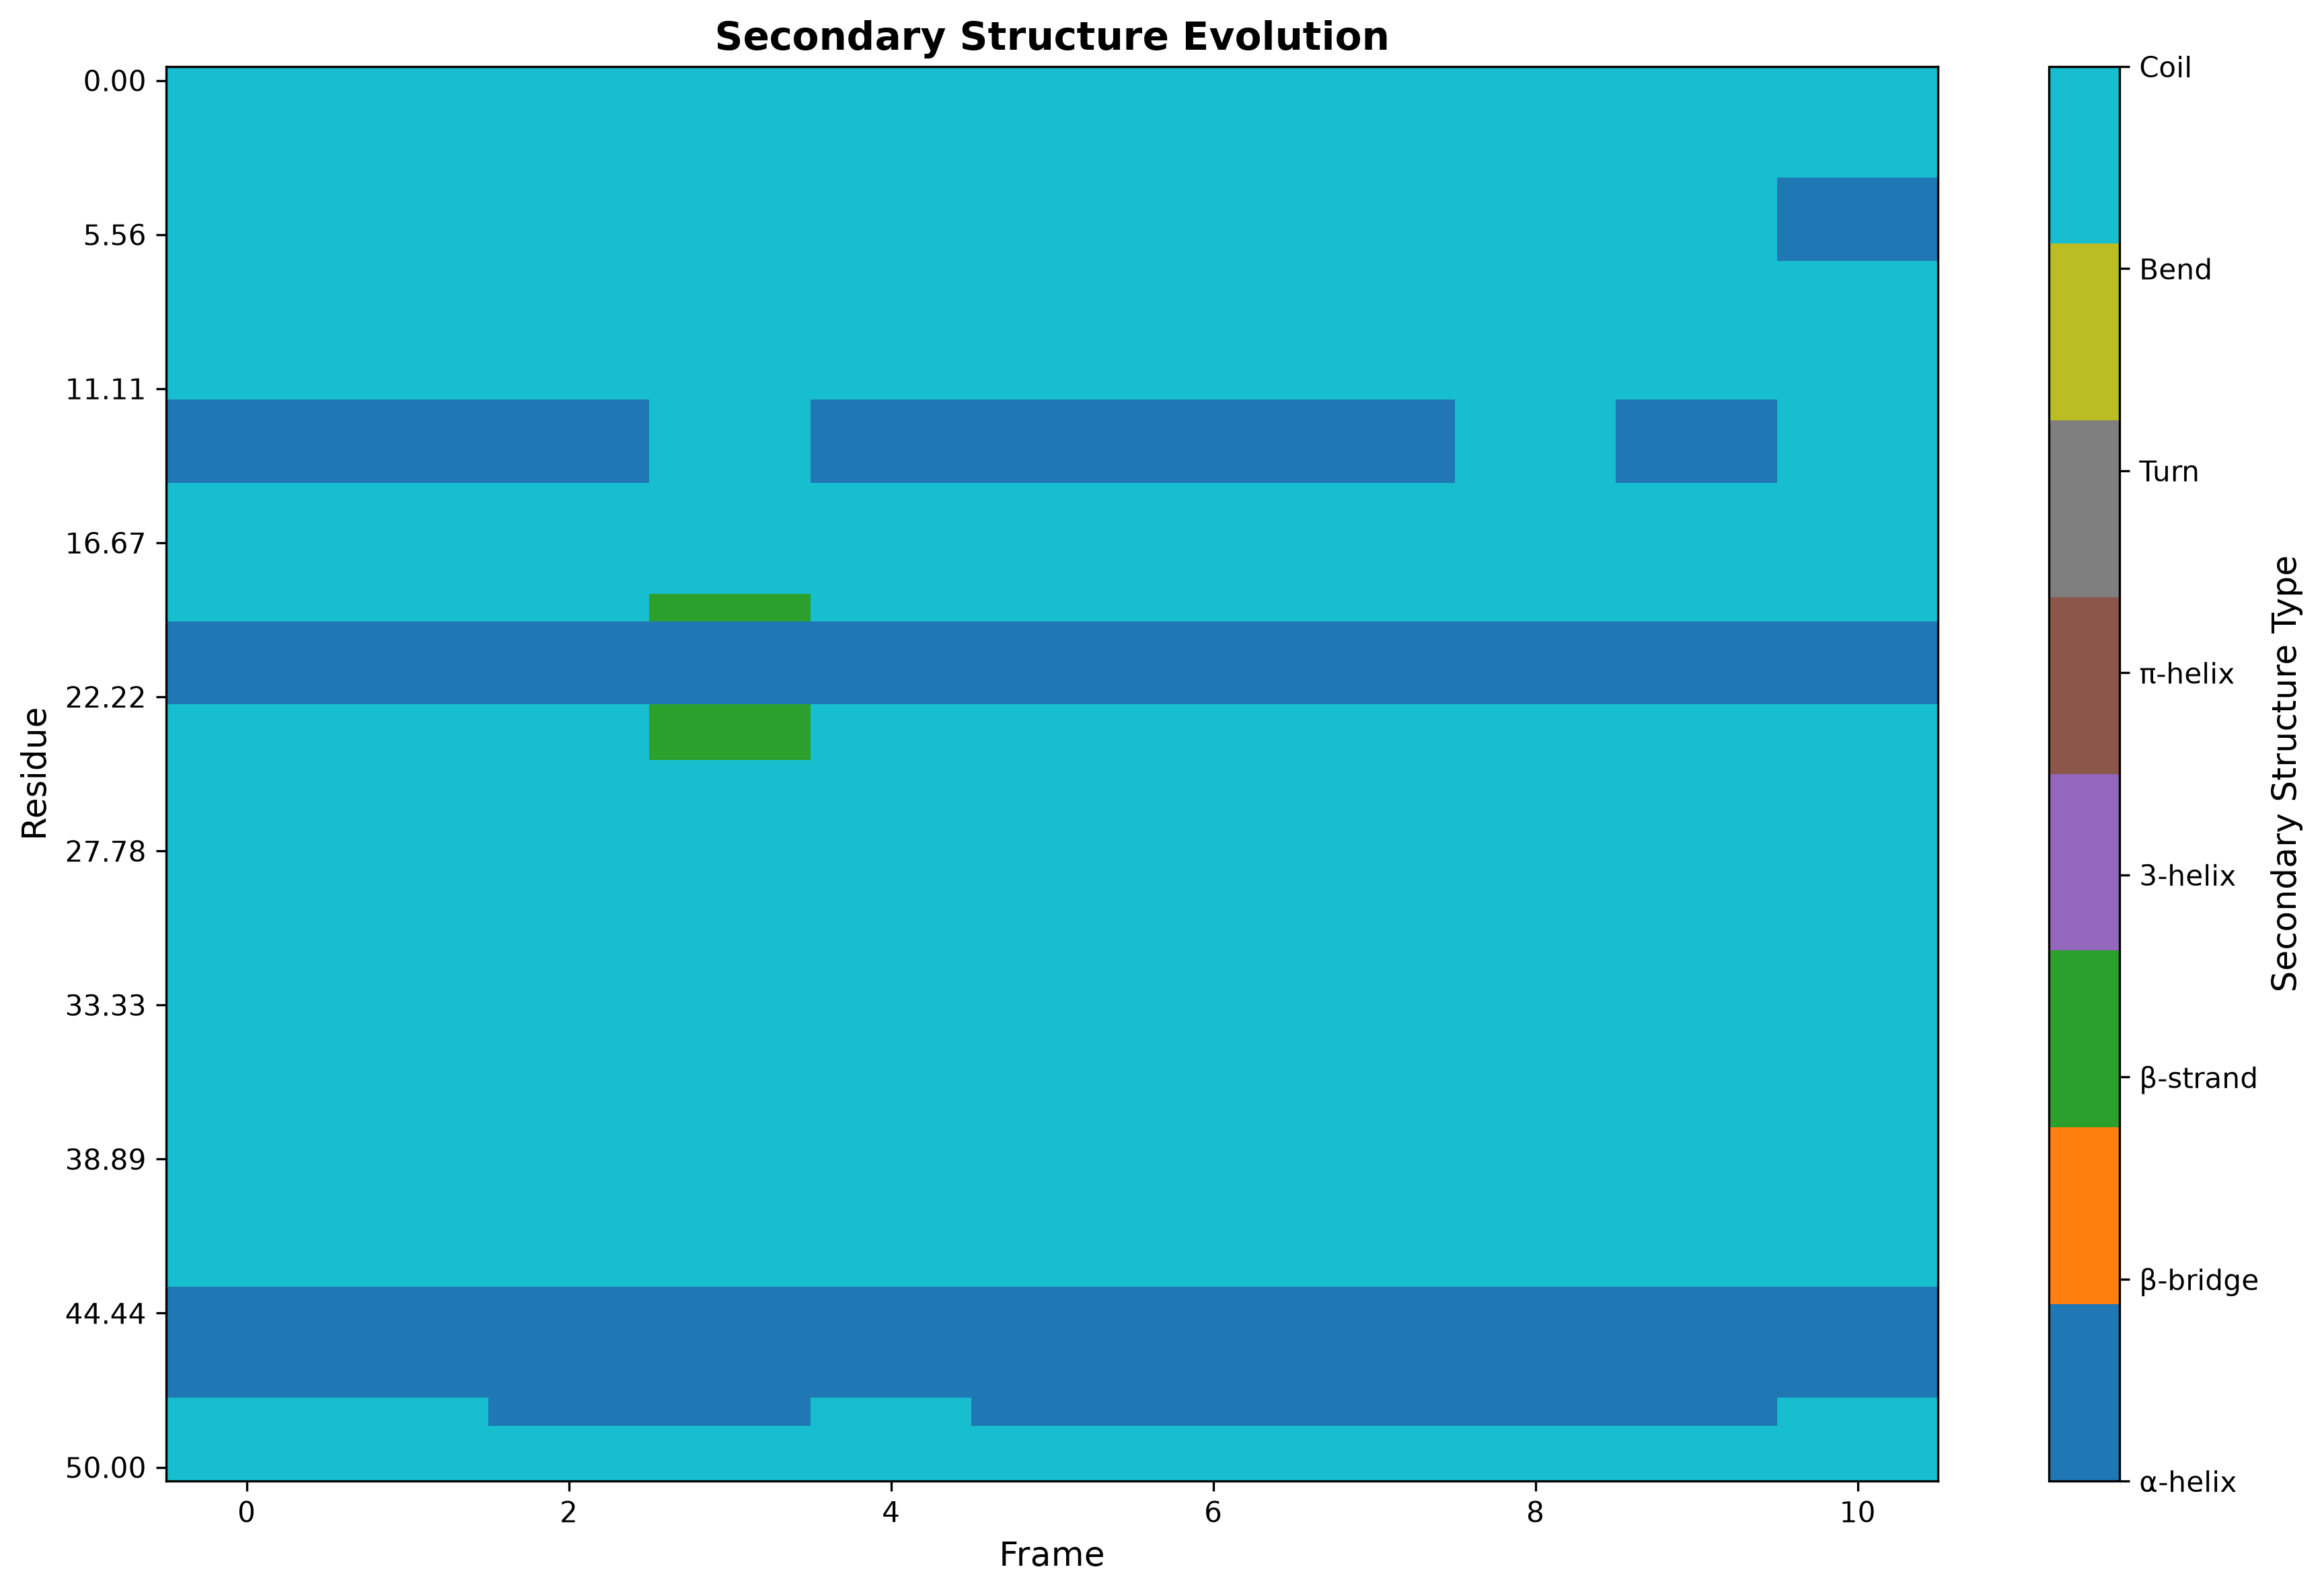 Secondary Structure Evolution
Residue
0.00
5.56
11.11
16.67
22.22
27.78
33.33
38.89
44.44
50.00
0 2 4 6 8 10
Frame
Coil
Bend
Turn
π-helix
3-helix
β-strand
β-bridge
α-helix
Secondary Structure Type